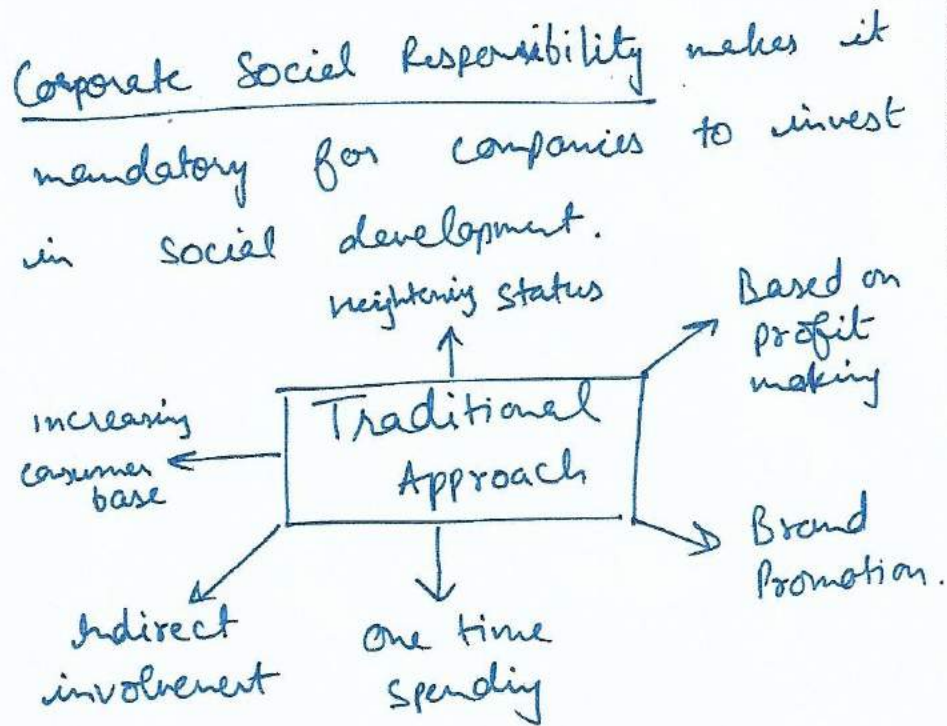 Corporate Social Responsibility makes it
mandatory for companies to invest
in social development.
heightening status
Based on
profit
making
Traditional
Approach
increasing
cosumer
base
Brand
Promotion.
Indirect
involvement
One time
spending